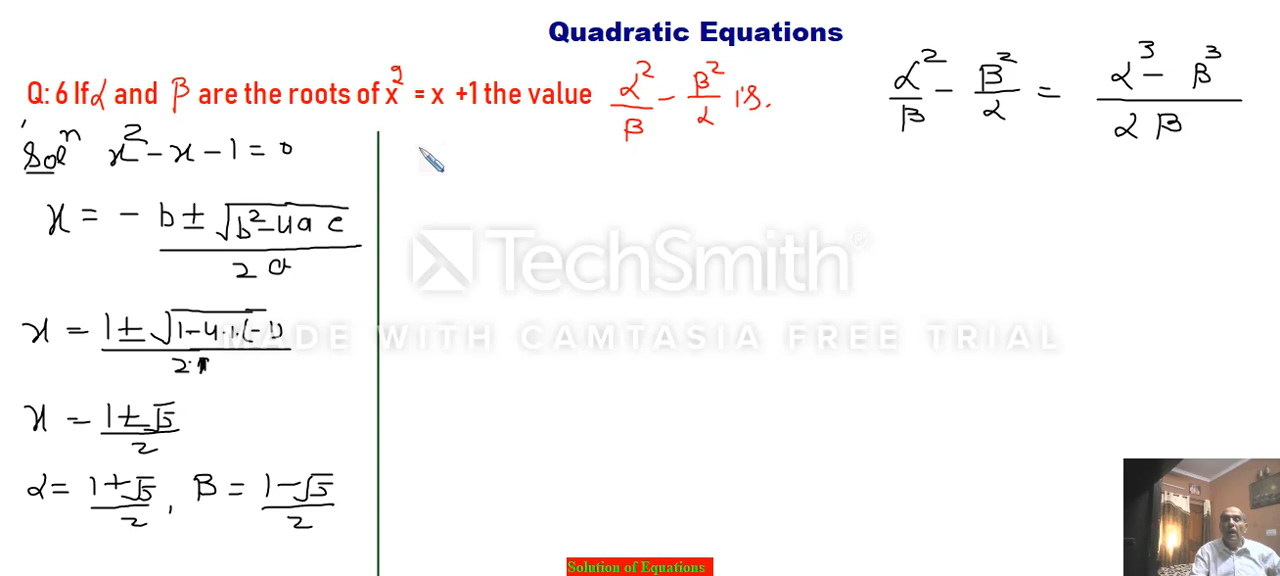 Quadratic Equations
Q: 6 If α and β are the roots of x² = x +1 the value α²/β − β²/α is.
α²/β − β²/α = (α³ − β³)/(αβ)
Solⁿ x² − x − 1 = 0
x = − b ± √(b² − 4ac) / 2a
x = (1 ± √(1 − 4·1·(−1)))/(2·1)
x = (1 ± √5)/2
α = (1 + √5)/2, β = (1 − √5)/2
TechSmith®
MADE WITH CAMTASIA FREE TRIAL
Solution of Equations